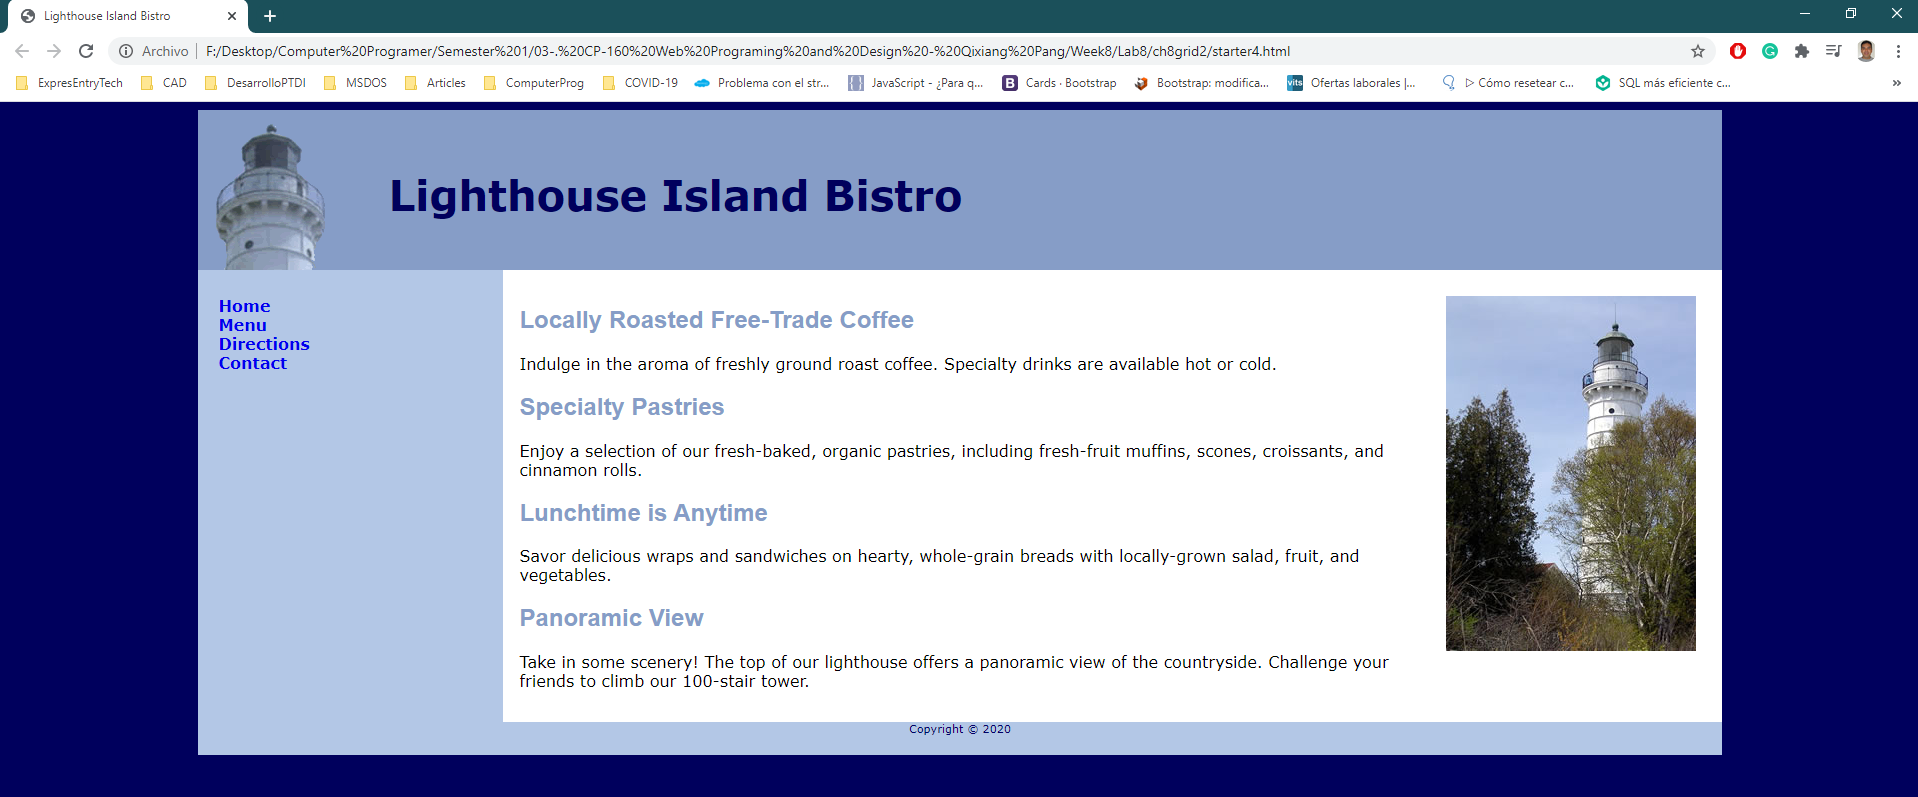 Lighthouse Island Bistro
Archivo | F:/Desktop/Computer%20Programer/Semester%201/03-.%20CP-160%20Web%20Programing%20and%20Design%20-%20Qixiang%20Pang/Week8/Lab8/ch8grid2/starter4.html
ExpresEntryTech CAD DesarrolloPTDI MSDOS Articles ComputerProg COVID-19 Problema con el str... JavaScript - ¿Para q... B Cards · Bootstrap Bootstrap: modifica... vits Ofertas laborales |... ▷ Cómo resetear c... SQL más eficiente c... »
Lighthouse Island Bistro
Home
Menu
Directions
Contact
Locally Roasted Free-Trade Coffee
Indulge in the aroma of freshly ground roast coffee. Specialty drinks are available hot or cold.
Specialty Pastries
Enjoy a selection of our fresh-baked, organic pastries, including fresh-fruit muffins, scones, croissants, and
cinnamon rolls.
Lunchtime is Anytime
Savor delicious wraps and sandwiches on hearty, whole-grain breads with locally-grown salad, fruit, and
vegetables.
Panoramic View
Take in some scenery! The top of our lighthouse offers a panoramic view of the countryside. Challenge your
friends to climb our 100-stair tower.
Copyright © 2020